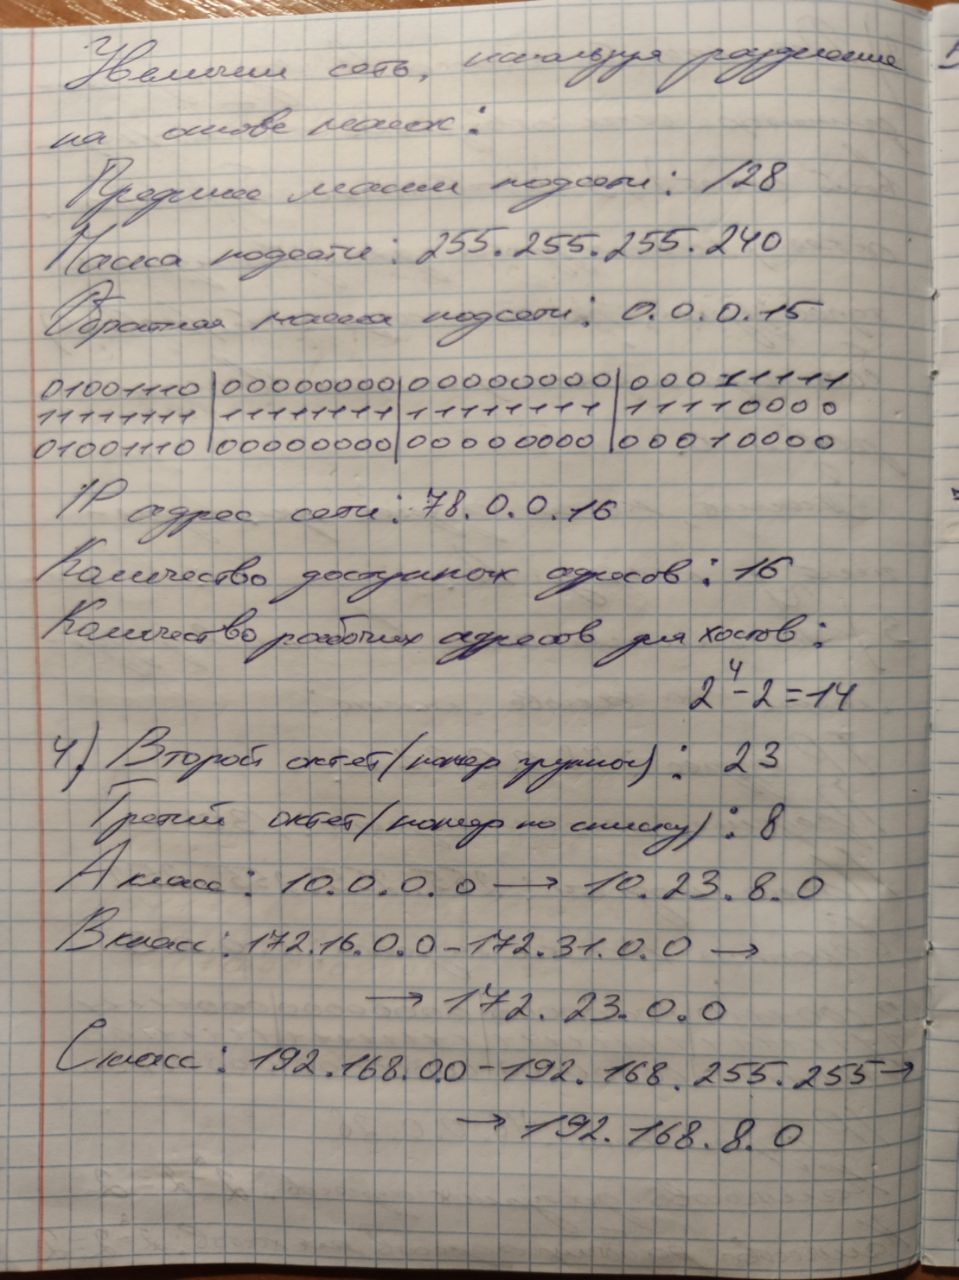 Увеличим сеть, используя разделение
на основе масок:
Префикс маски подсети: /28
Маска подсети: 255.255.255.240
Обратная маска подсети: 0.0.0.15
01001110|00000000|00000000|00011111
11111111|11111111|11111111|11110000
01001110|00000000|00000000|00010000
IP адрес сети: 78.0.0.16
Количество доступных адресов: 16
Количество рабочих адресов для хостов:
2⁴-2=14
4) Второй октет(номер группы): 23
Третий октет(номер по списку): 8
А класс: 10.0.0.0 → 10.23.8.0
В класс: 172.16.0.0-172.31.0.0 →
→ 172.23.0.0
С класс: 192.168.0.0-192.168.255.255→
→ 192.168.8.0